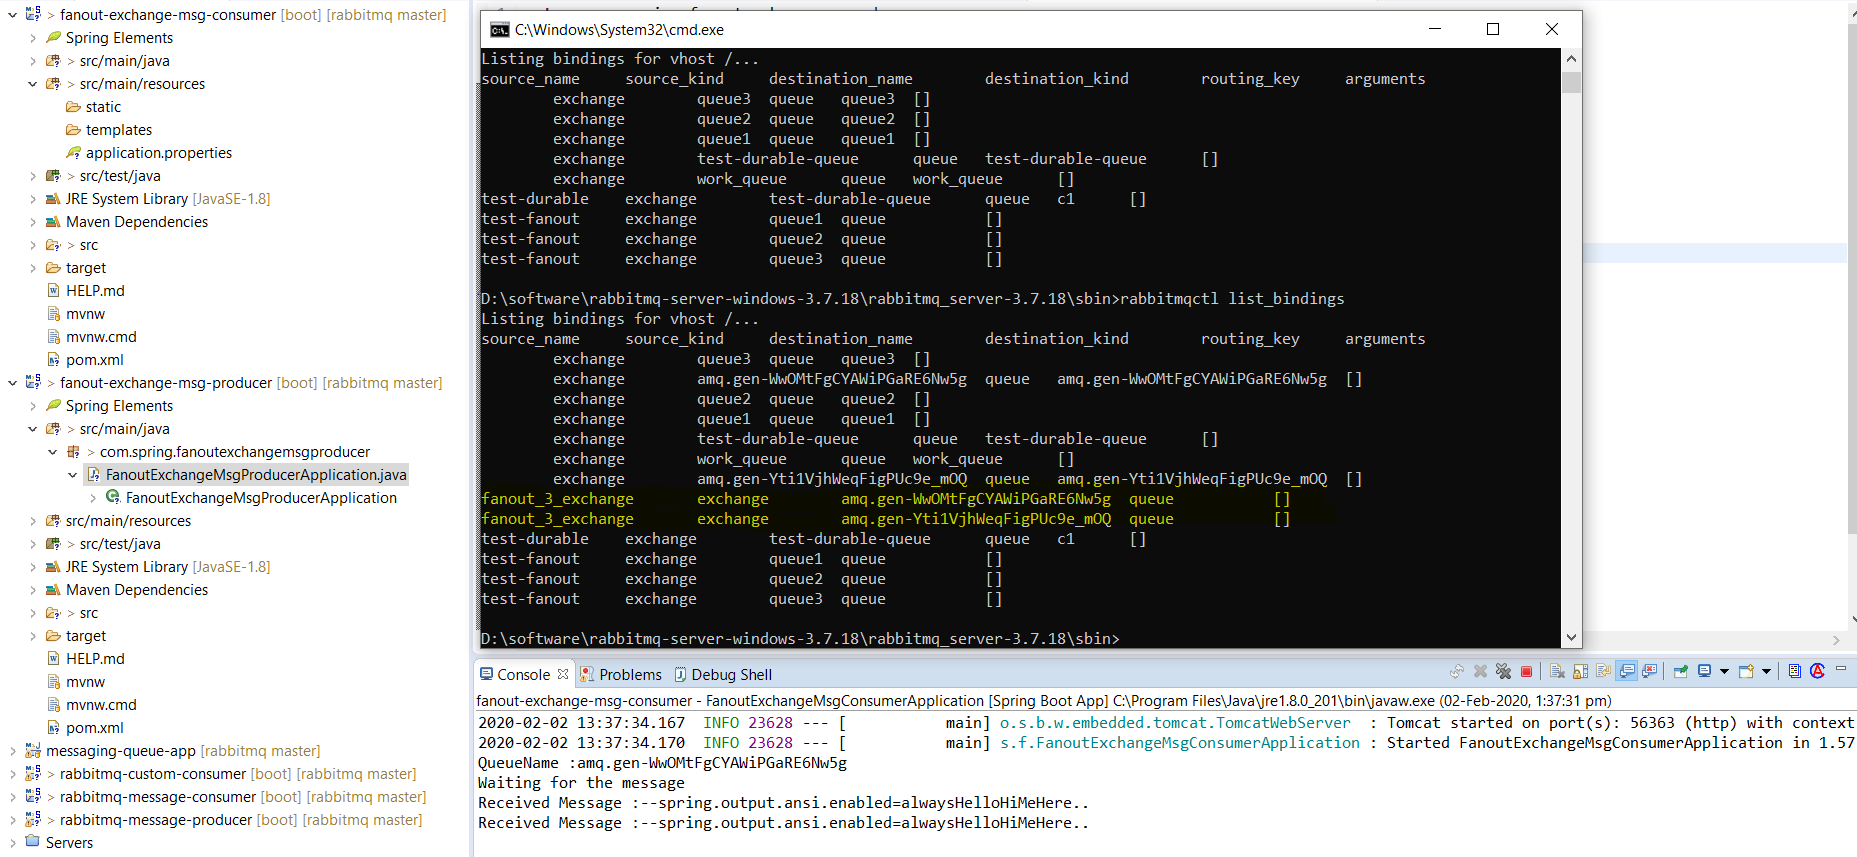 fanout-exchange-msg-consumer [boot] [rabbitmq master]
Spring Elements
> src/main/java
> src/main/resources
static
templates
application.properties
> src/test/java
JRE System Library [JavaSE-1.8]
Maven Dependencies
> src
target
HELP.md
mvnw
mvnw.cmd
pom.xml
> fanout-exchange-msg-producer [boot] [rabbitmq master]
Spring Elements
> src/main/java
> com.spring.fanoutexchangemsgproducer
FanoutExchangeMsgProducerApplication.java
FanoutExchangeMsgProducerApplication
src/main/resources
> src/test/java
JRE System Library [JavaSE-1.8]
Maven Dependencies
> src
target
HELP.md
mvnw
mvnw.cmd
pom.xml
messaging-queue-app [rabbitmq master]
> rabbitmq-custom-consumer [boot] [rabbitmq master]
> rabbitmq-message-consumer [boot] [rabbitmq master]
> rabbitmq-message-producer [boot] [rabbitmq master]
Servers
C:\Windows\System32\cmd.exe
Listing bindings for vhost /...
source_name source_kind destination_name destination_kind routing_key arguments
exchange queue3 queue queue3 []
exchange queue2 queue queue2 []
exchange queue1 queue queue1 []
exchange test-durable-queue queue test-durable-queue []
exchange work_queue queue work_queue []
test-durable exchange test-durable-queue queue c1 []
test-fanout exchange queue1 queue []
test-fanout exchange queue2 queue []
test-fanout exchange queue3 queue []
D:\software\rabbitmq-server-windows-3.7.18\rabbitmq_server-3.7.18\sbin>rabbitmqctl list_bindings
Listing bindings for vhost /...
source_name source_kind destination_name destination_kind routing_key arguments
exchange queue3 queue queue3 []
exchange amq.gen-WwOMtFgCYAWiPGaRE6Nw5g queue amq.gen-WwOMtFgCYAWiPGaRE6Nw5g []
exchange queue2 queue queue2 []
exchange queue1 queue queue1 []
exchange test-durable-queue queue test-durable-queue []
exchange work_queue queue work_queue []
exchange amq.gen-Yti1VjhWeqFigPUc9e_mOQ queue amq.gen-Yti1VjhWeqFigPUc9e_mOQ []
fanout_3_exchange exchange amq.gen-WwOMtFgCYAWiPGaRE6Nw5g queue []
fanout_3_exchange exchange amq.gen-Yti1VjhWeqFigPUc9e_mOQ queue []
test-durable exchange test-durable-queue queue c1 []
test-fanout exchange queue1 queue []
test-fanout exchange queue2 queue []
test-fanout exchange queue3 queue []
D:\software\rabbitmq-server-windows-3.7.18\rabbitmq_server-3.7.18\sbin>
Console Problems Debug Shell
fanout-exchange-msg-consumer - FanoutExchangeMsgConsumerApplication [Spring Boot App] C:\Program Files\Java\jre1.8.0_201\bin\javaw.exe (02-Feb-2020, 1:37:31 pm)
2020-02-02 13:37:34.167 INFO 23628 --- [ main] o.s.b.w.embedded.tomcat.TomcatWebServer : Tomcat started on port(s): 56363 (http) with context
2020-02-02 13:37:34.170 INFO 23628 --- [ main] s.f.FanoutExchangeMsgConsumerApplication : Started FanoutExchangeMsgConsumerApplication in 1.57
QueueName :amq.gen-WwOMtFgCYAWiPGaRE6Nw5g
Waiting for the message
Received Message :--spring.output.ansi.enabled=alwaysHelloHiMeHere..
Received Message :--spring.output.ansi.enabled=alwaysHelloHiMeHere..